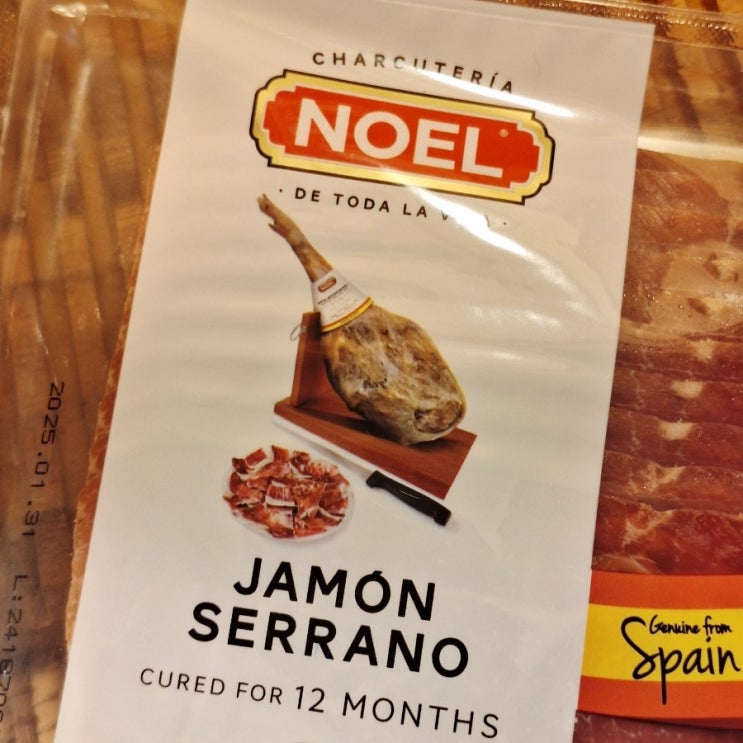 CHARCUTERÍA
NOEL®
· DE TODA LA VIDA ·
JAMÓN
SERRANO
CURED FOR 12 MONTHS
Genuine from
Spain
2025.01.31